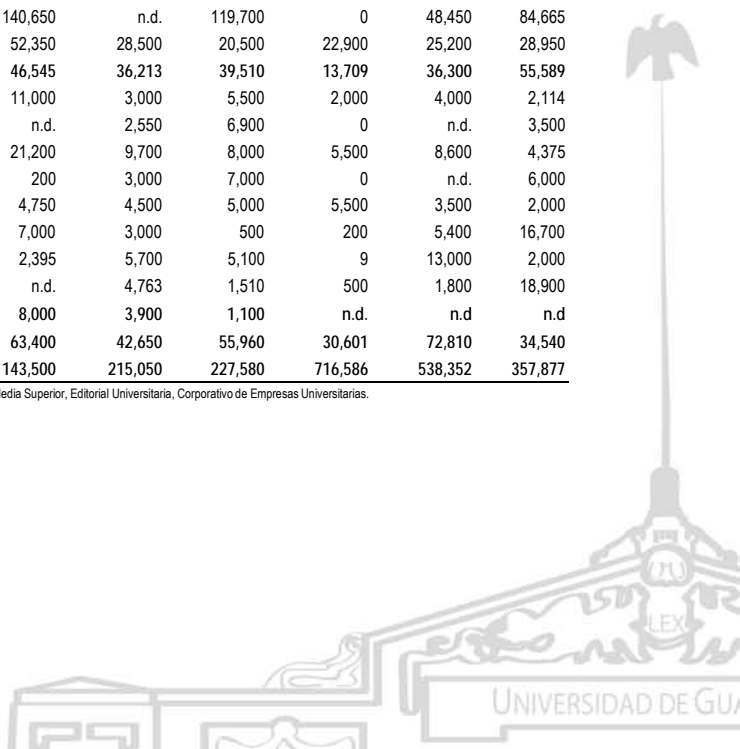 140,650 n.d. 119,700 0 48,450 84,665
52,350 28,500 20,500 22,900 25,200 28,950
46,545 36,213 39,510 13,709 36,300 55,589
11,000 3,000 5,500 2,000 4,000 2,114
n.d. 2,550 6,900 0 n.d. 3,500
21,200 9,700 8,000 5,500 8,600 4,375
200 3,000 7,000 0 n.d. 6,000
4,750 4,500 5,000 5,500 3,500 2,000
7,000 3,000 500 200 5,400 16,700
2,395 5,700 5,100 9 13,000 2,000
n.d. 4,763 1,510 500 1,800 18,900
8,000 3,900 1,100 n.d. n.d n.d
63,400 42,650 55,960 30,601 72,810 34,540
143,500 215,050 227,580 716,586 538,352 357,877
edia Superior, Editorial Universitaria, Corporativo de Empresas Universitarias.
LEX
UNIVERSIDAD DE GUA